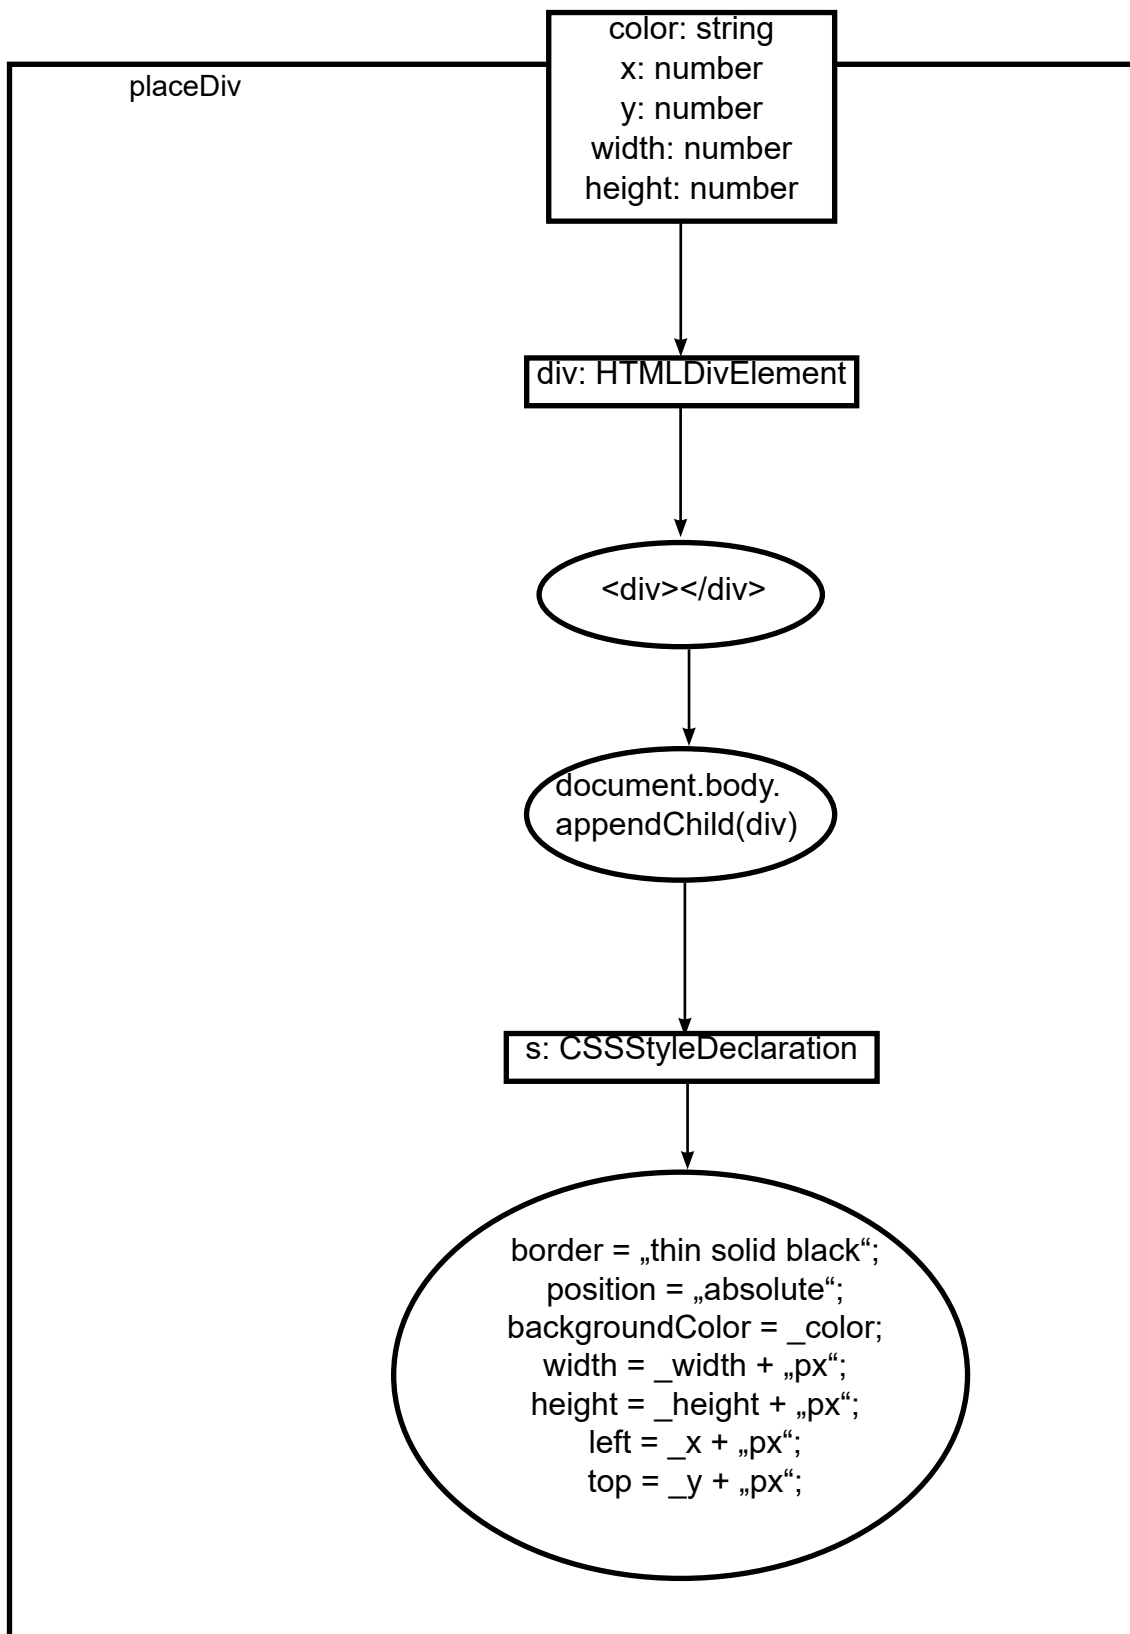 color: string
placeDiv
x: number
y: number
width: number
height: number
div: HTMLDivElement
<div></div>
document.body.
appendChild(div)
s: CSSStyleDeclaration
border = „thin solid black“;
position = „absolute“;
backgroundColor = _color;
width = _width + „px“;
height = _height + „px“;
left = _x + „px“;
top = _y + „px“;